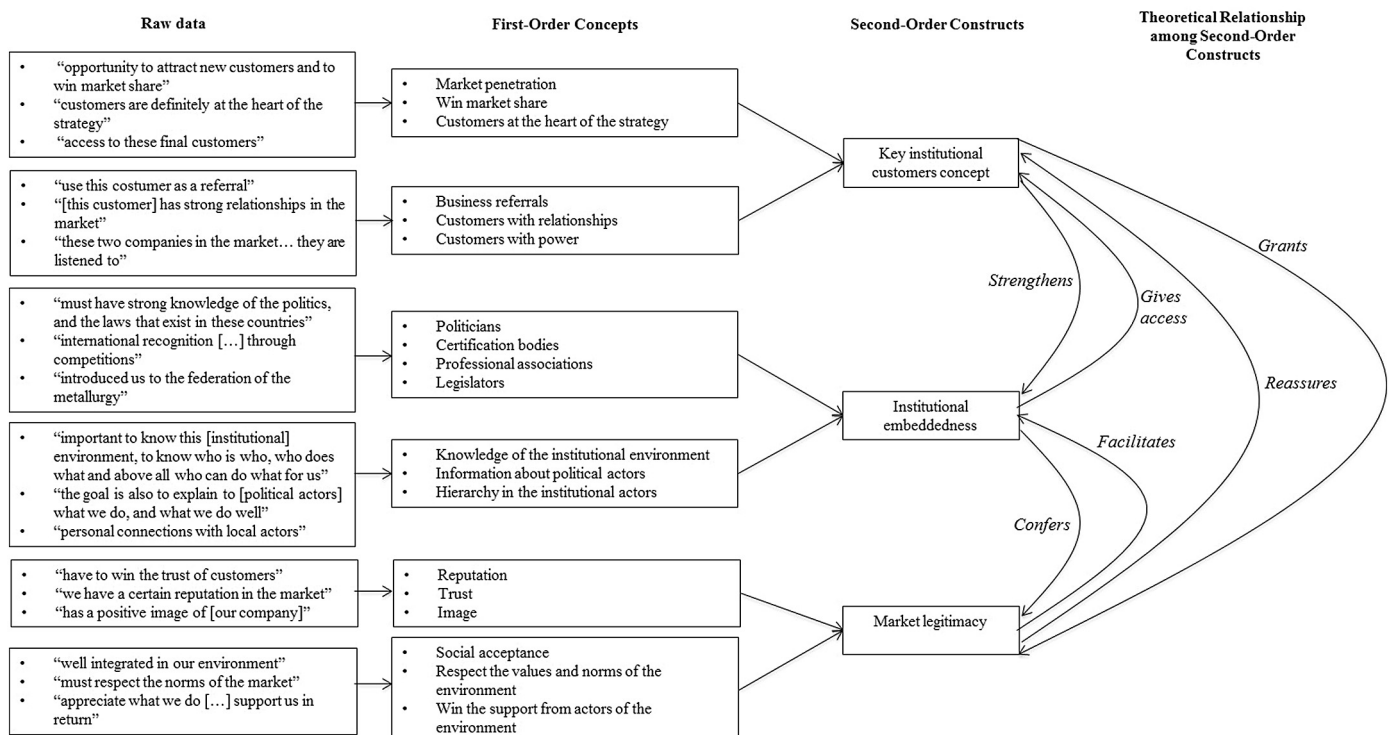 Raw data
First-Order Concepts
Second-Order Constructs
Theoretical Relationship
among Second-Order
Constructs
• “opportunity to attract new customers and to
win market share”
• “customers are definitely at the heart of the
strategy”
• “access to these final customers”
• Market penetration
• Win market share
• Customers at the heart of the strategy
• “use this costumer as a referral”
• “[this customer] has strong relationships in the
market”
• “these two companies in the market… they are
listened to”
• Business referrals
• Customers with relationships
• Customers with power
Key institutional
customers concept
• “must have strong knowledge of the politics,
and the laws that exist in these countries”
• “international recognition […] through
competitions”
• “introduced us to the federation of the
metallurgy”
• Politicians
• Certification bodies
• Professional associations
• Legislators
• “important to know this [institutional]
environment, to know who is who, who does
what and above all who can do what for us”
• “the goal is also to explain to [political actors]
what we do, and what we do well”
• “personal connections with local actors”
• Knowledge of the institutional environment
• Information about political actors
• Hierarchy in the institutional actors
Institutional
embeddedness
• “have to win the trust of customers”
• “we have a certain reputation in the market”
• “has a positive image of [our company]”
• Reputation
• Trust
• Image
• “well integrated in our environment”
• “must respect the norms of the market”
• “appreciate what we do […] support us in
return”
• Social acceptance
• Respect the values and norms of the
environment
• Win the support from actors of the
environment
Market legitimacy
Strengthens
Gives
access
Grants
Reassures
Facilitates
Confers